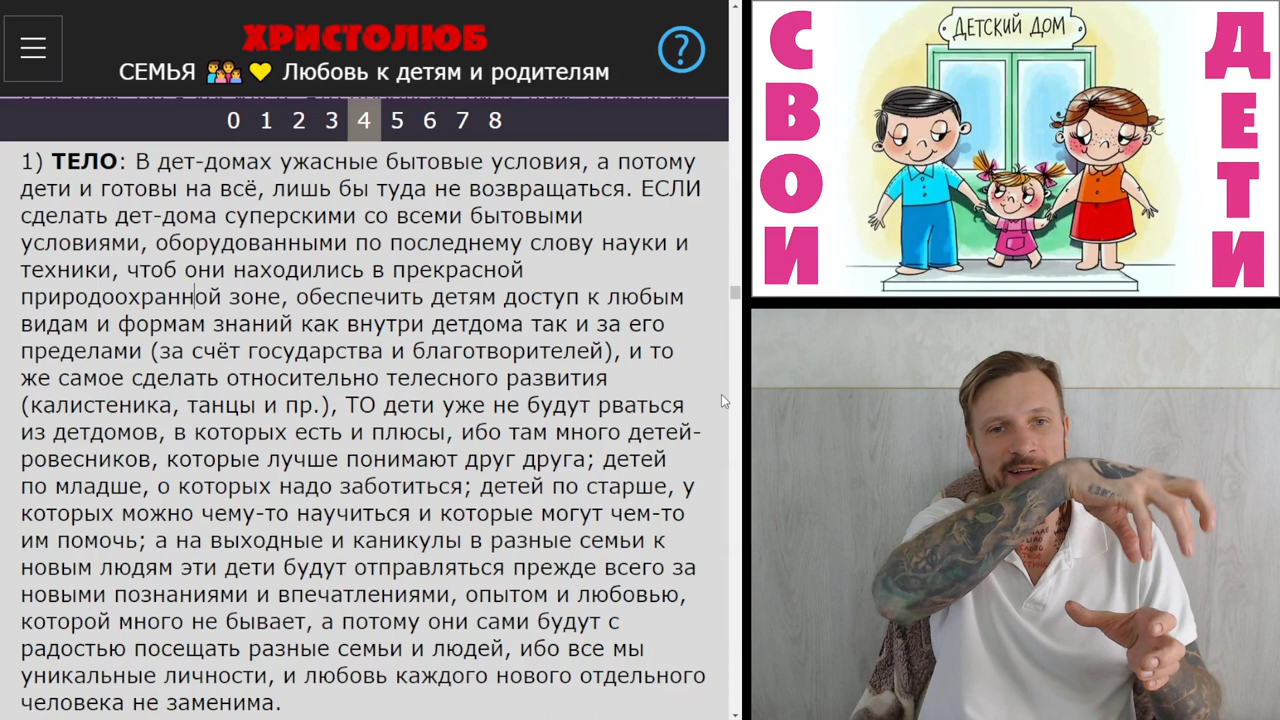 ХРИСТОЛЮБ
СЕМЬЯ 👨‍👩‍👧‍👦 💛 Любовь к детям и родителям
0 1 2 3 4 5 6 7 8
1) ТЕЛО: В дет-домах ужасные бытовые условия, а потому
дети и готовы на всё, лишь бы туда не возвращаться. ЕСЛИ
сделать дет-дома суперскими со всеми бытовыми
условиями, оборудованными по последнему слову науки и
техники, чтоб они находились в прекрасной
природоохранной зоне, обеспечить детям доступ к любым
видам и формам знаний как внутри детдома так и за его
пределами (за счёт государства и благотворителей), и то
же самое сделать относительно телесного развития
(калистеника, танцы и пр.), ТО дети уже не будут рваться
из детдомов, в которых есть и плюсы, ибо там много детей-
ровесников, которые лучше понимают друг друга; детей
по младше, о которых надо заботиться; детей по старше, у
которых можно чему-то научиться и которые могут чем-то
им помочь; а на выходные и каникулы в разные семьи к
новым людям эти дети будут отправляться прежде всего за
новыми познаниями и впечатлениями, опытом и любовью,
которой много не бывает, а потому они сами будут с
радостью посещать разные семьи и людей, ибо все мы
уникальные личности, и любовь каждого нового отдельного
человека не заменима.
СВОИ
ДЕТСКИЙ ДОМ
ДЕТИ